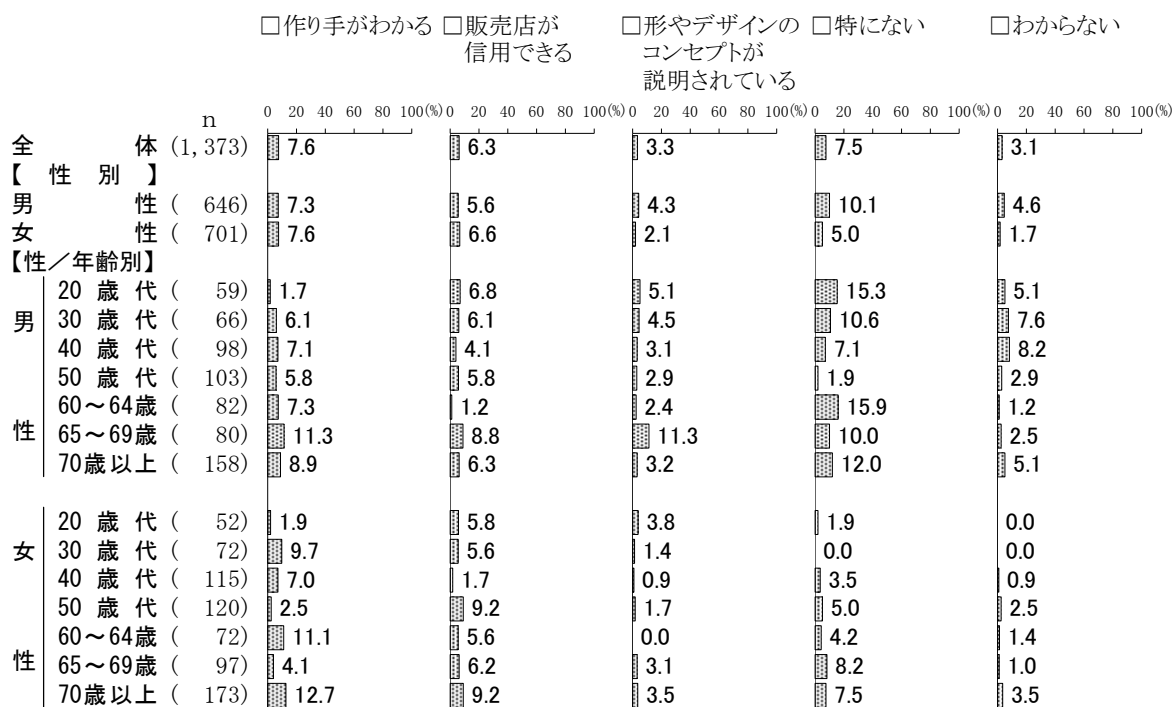 □作り手がわかる □販売店が □形やデザインの □特にない □わからない
信用できる コンセプトが
説明されている
n 20 40 60 80 100(%) 20 40 60 80 100(%) 20 40 60 80 100(%) 20 40 60 80 100(%) 20 40 60 80 100(%)
全 体 (1,373) 7.6 6.3 3.3 7.5 3.1
【 性 別 】
男 性 ( 646) 7.3 5.6 4.3 10.1 4.6
女 性 ( 701) 7.6 6.6 2.1 5.0 1.7
【性／年齢別】
20 歳 代 ( 59) 1.7 6.8 5.1 15.3 5.1
男 30 歳 代 ( 66) 6.1 6.1 4.5 10.6 7.6
40 歳 代 ( 98) 7.1 4.1 3.1 7.1 8.2
50 歳 代 ( 103) 5.8 5.8 2.9 1.9 2.9
60～64歳 ( 82) 7.3 1.2 2.4 15.9 1.2
性 65～69歳 ( 80) 11.3 8.8 11.3 10.0 2.5
70歳以上 ( 158) 8.9 6.3 3.2 12.0 5.1
20 歳 代 ( 52) 1.9 5.8 3.8 1.9 0.0
女 30 歳 代 ( 72) 9.7 5.6 1.4 0.0 0.0
40 歳 代 ( 115) 7.0 1.7 0.9 3.5 0.9
50 歳 代 ( 120) 2.5 9.2 1.7 5.0 2.5
60～64歳 ( 72) 11.1 5.6 0.0 4.2 1.4
性 65～69歳 ( 97) 4.1 6.2 3.1 8.2 1.0
70歳以上 ( 173) 12.7 9.2 3.5 7.5 3.5